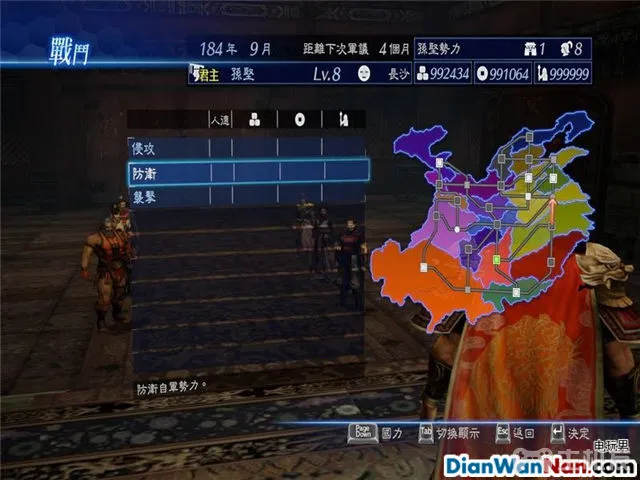 戰鬥
184年 9月 距離下次軍議 4個月 孫堅勢力 1 8
君主 孫堅 Lv.8 長沙 992434 991064 999999
人達
侵攻
防衛
襲擊
防衛自軍勢力。
Page Down 國力 Tab 切換顯示 Esc 返回 決定
电玩男
DianWanNan.com